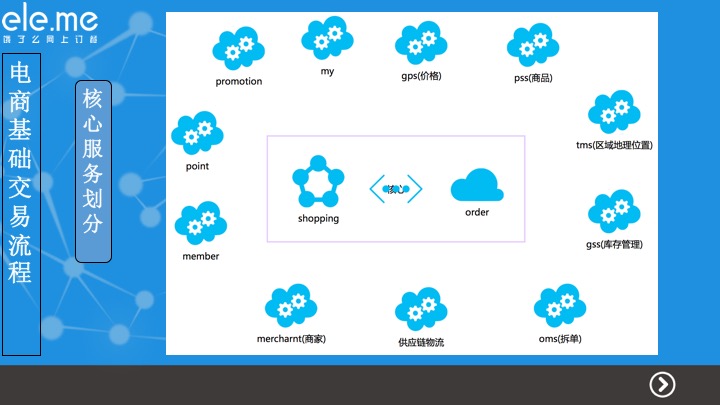 ele.me
饿了么网上订餐
电商基础交易流程
核心服务划分
promotion
my
gps(价格)
pss(商品)
tms(区域地理位置)
point
shopping
核心
order
member
gss(库存管理)
mercharnt(商家)
供应链物流
oms(拆单)